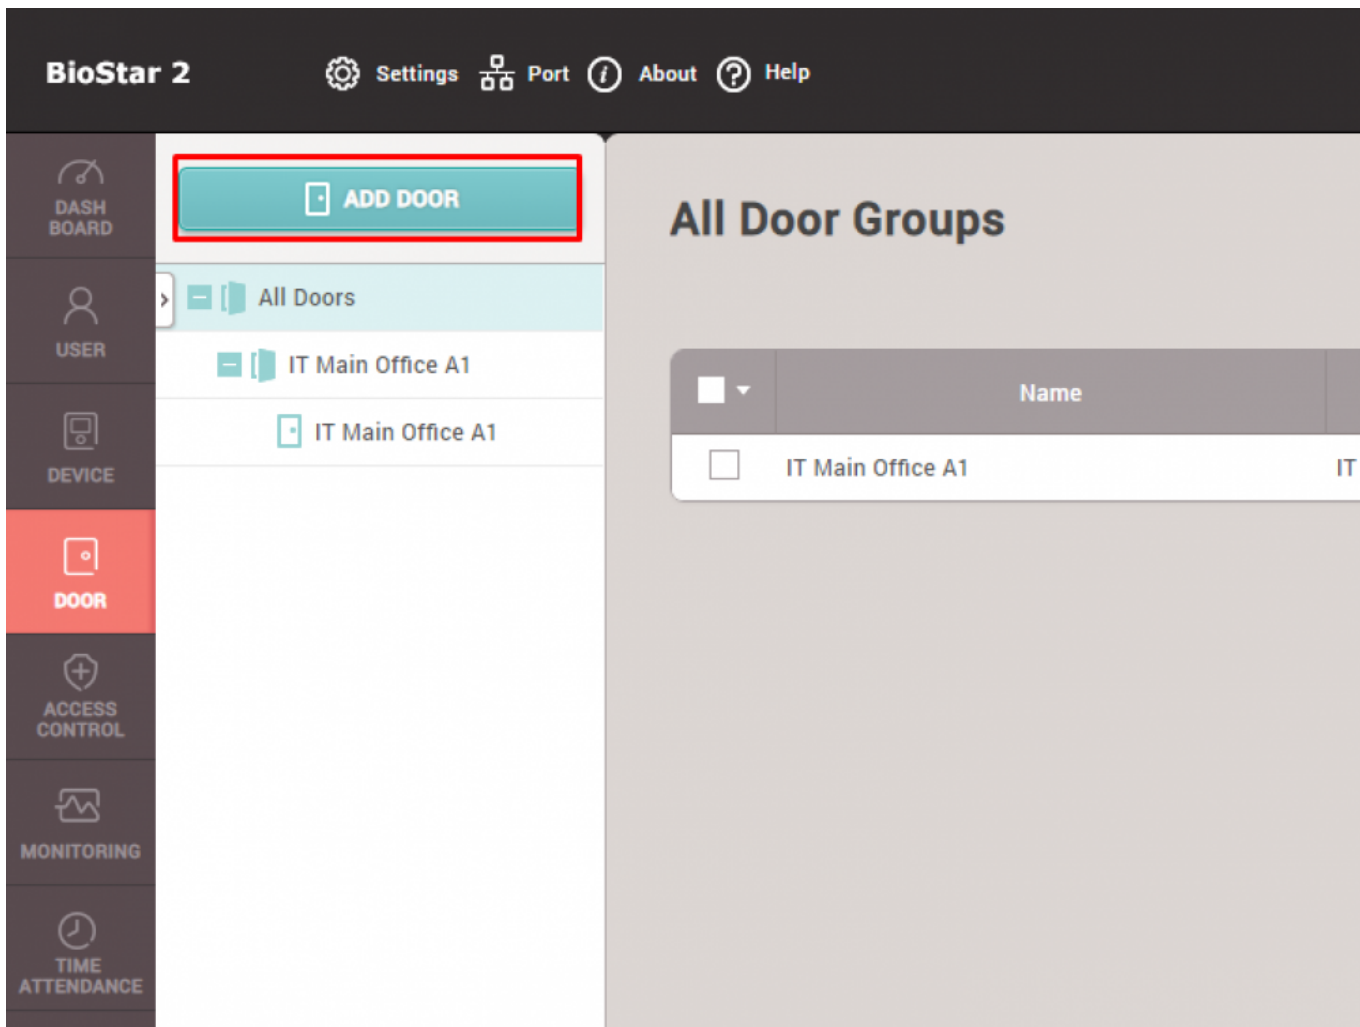 BioStar 2
Settings Port About Help
DASH
BOARD
USER
DEVICE
DOOR
ACCESS
CONTROL
MONITORING
TIME
ATTENDANCE
ADD DOOR
All Doors
IT Main Office A1
IT Main Office A1
All Door Groups
Name
IT Main Office A1 IT